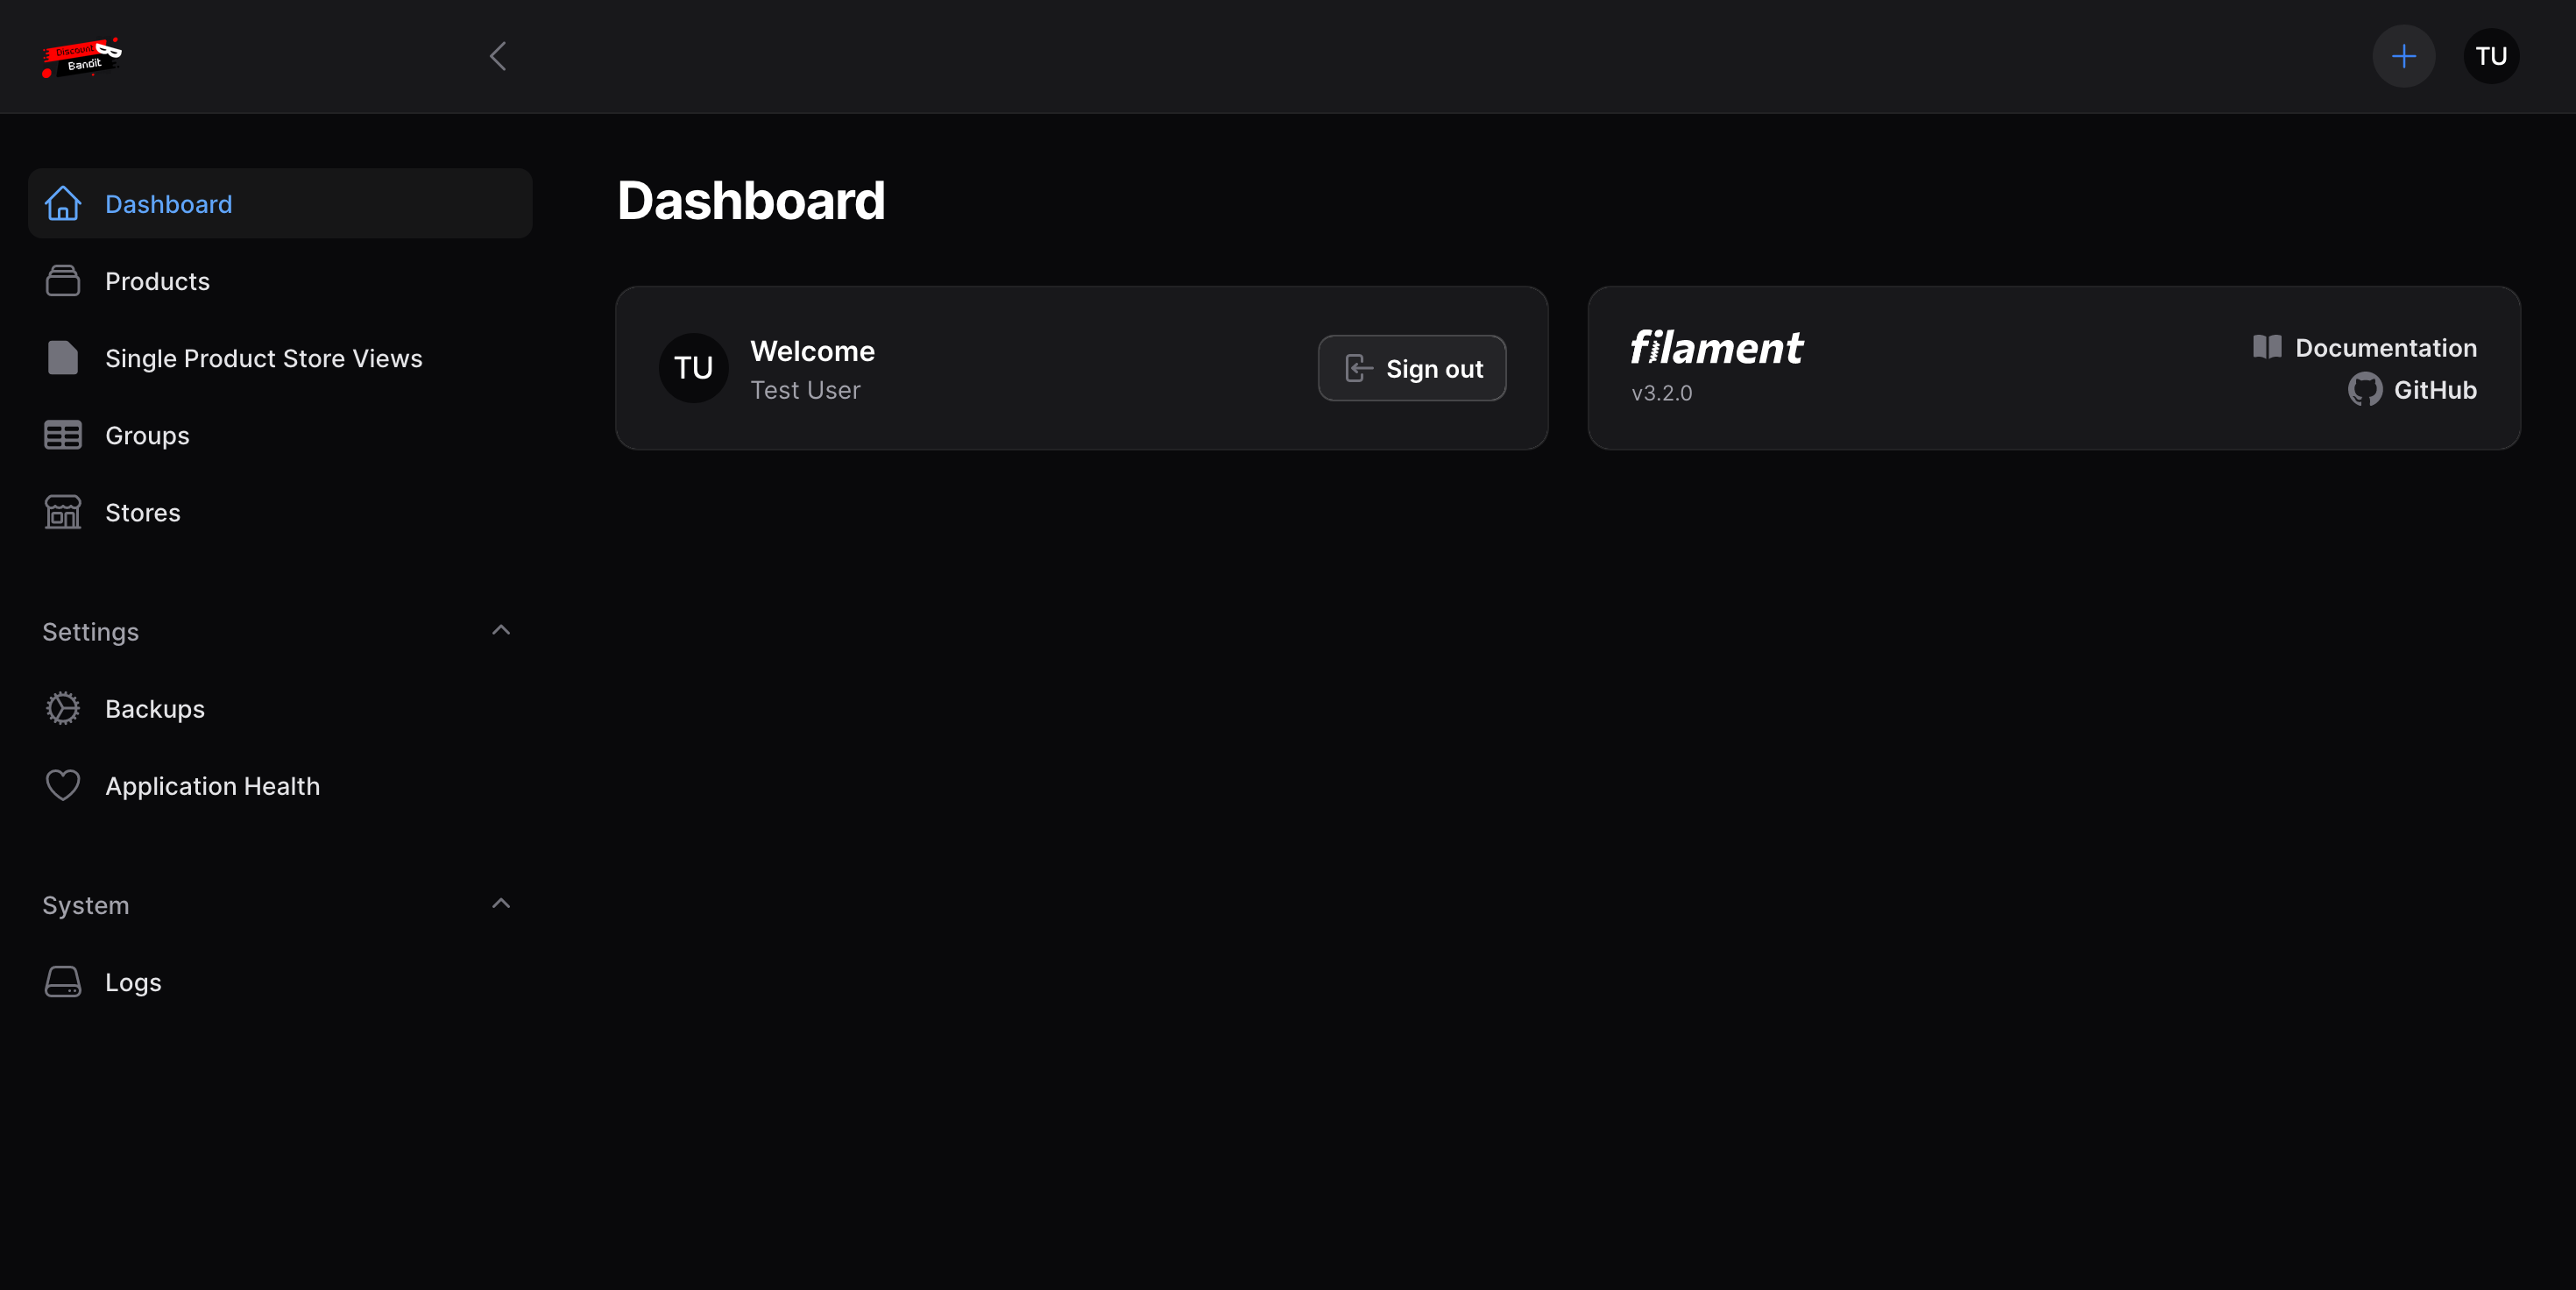 Discount
Bandit
TU
Dashboard
Products
Single Product Store Views
Groups
Stores
Settings
Backups
Application Health
System
Logs
Dashboard
TU
Welcome
Test User
Sign out
filament
v3.2.0
Documentation
GitHub